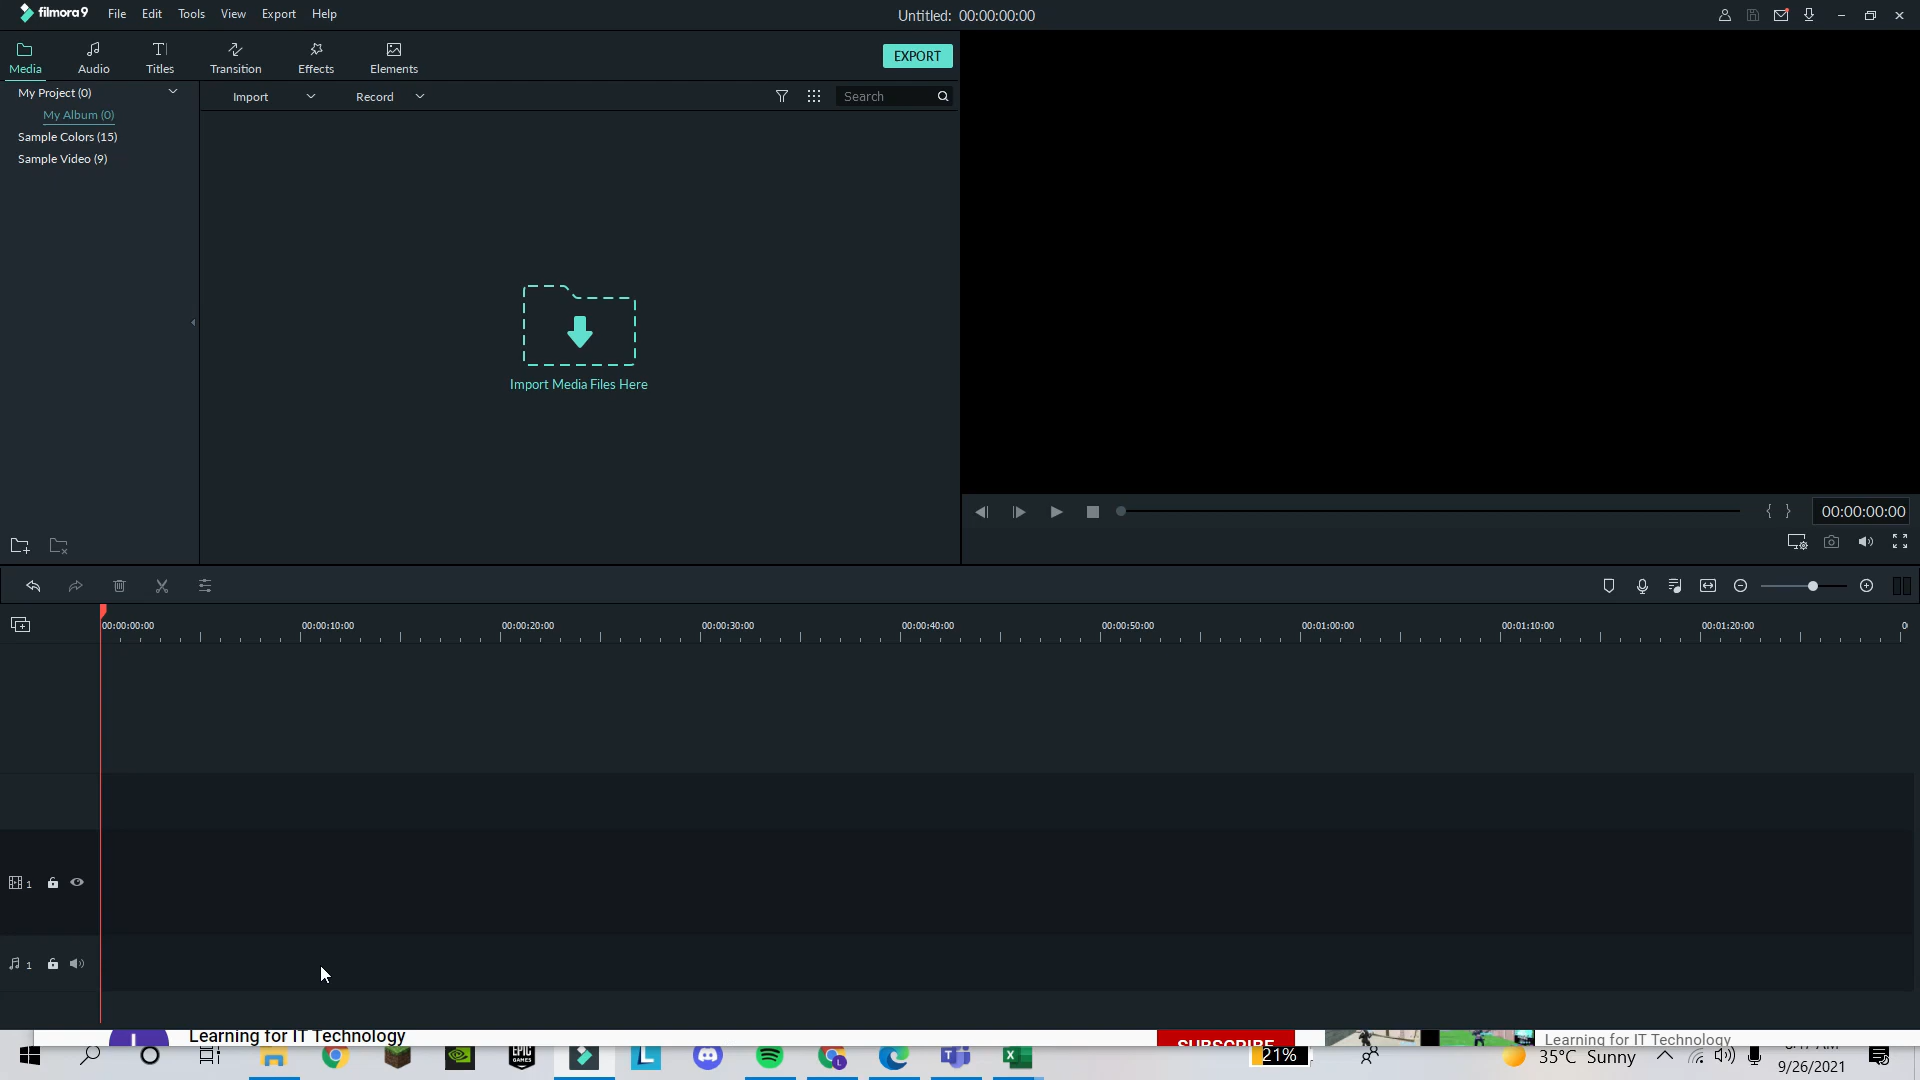 filmora9 File Edit Tools View Export Help Untitled: 00:00:00:00
Media Audio Titles Transition Effects Elements EXPORT
My Project (0) Import Record Search
My Album (0)
Sample Colors (15)
Sample Video (9)
Import Media Files Here
{ } 00:00:00:00
00:00:00:00 00:00:10:00 00:00:20:00 00:00:30:00 00:00:40:00 00:00:50:00 00:01:00:00 00:01:10:00 00:01:20:00
1
1
Learning for IT Technology SUBSCRIBE Learning for IT Technology
EPIC GAMES L 21% 35°C Sunny
9/26/2021